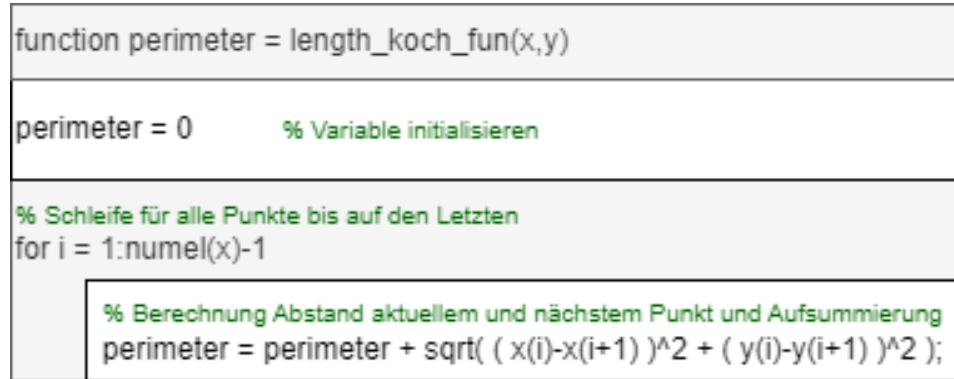 function perimeter = length_koch_fun(x,y)
perimeter = 0 % Variable initialisieren
% Schleife für alle Punkte bis auf den Letzten
for i = 1:numel(x)-1
% Berechnung Abstand aktuellem und nächstem Punkt und Aufsummierung
perimeter = perimeter + sqrt( ( x(i)-x(i+1) )^2 + ( y(i)-y(i+1) )^2 );